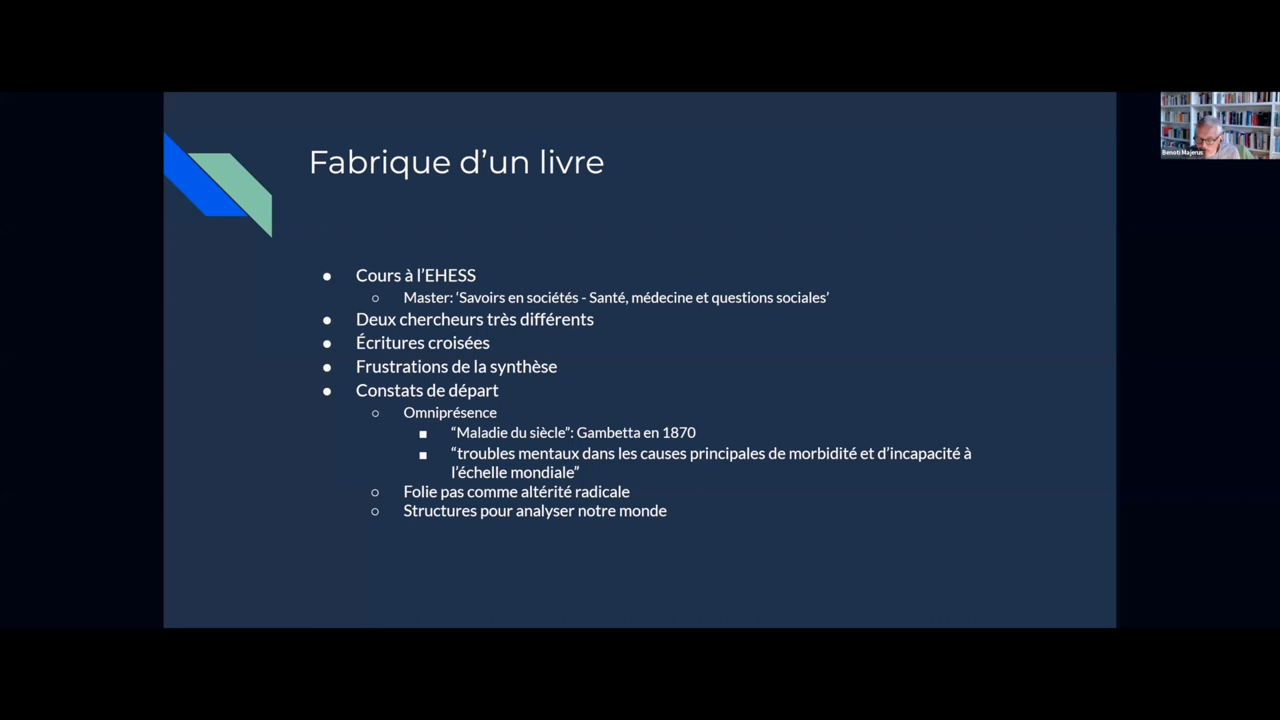 Fabrique d’un livre
Benoti Majerus
● Cours à l’EHESS
○ Master: ‘Savoirs en sociétés - Santé, médecine et questions sociales’
● Deux chercheurs très différents
● Écritures croisées
● Frustrations de la synthèse
● Constats de départ
○ Omniprésence
■ “Maladie du siècle”: Gambetta en 1870
■ “troubles mentaux dans les causes principales de morbidité et d’incapacité à
l’échelle mondiale”
○ Folie pas comme altérité radicale
○ Structures pour analyser notre monde